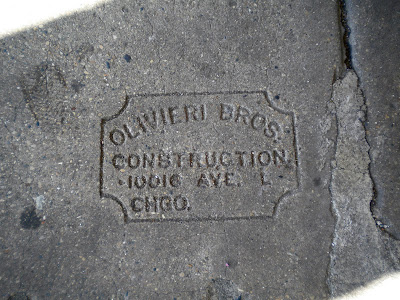 OLIVIERI BROS.
CONSTRUCTION.
·10016 AVE. L·
CHGO.